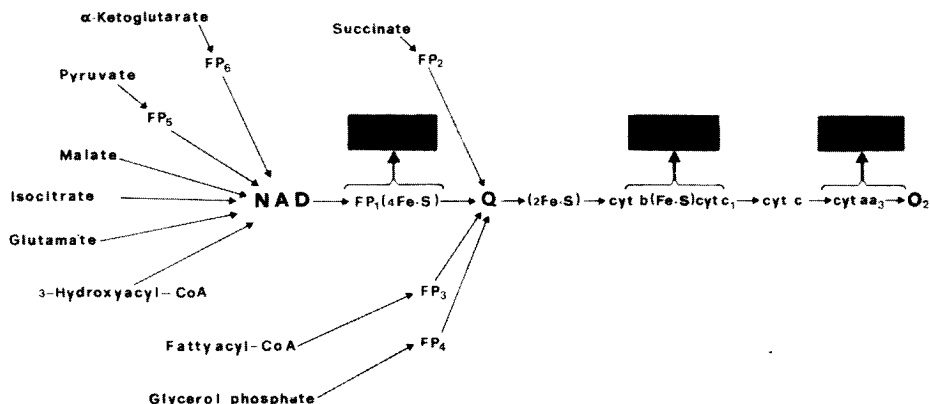 α-Ketoglutarate
Succinate
FP6
FP2
Pyruvate
FP5
Malate
Isocitrate
NAD → FP1(4Fe·S) → Q → (2Fe·S) → cyt b(Fe·S)cyt c1 → cyt c → cyt aa3 → O2
Glutamate
3-Hydroxyacyl-CoA
FP3
Fattyacyl-CoA
FP4
Glycerol phosphate